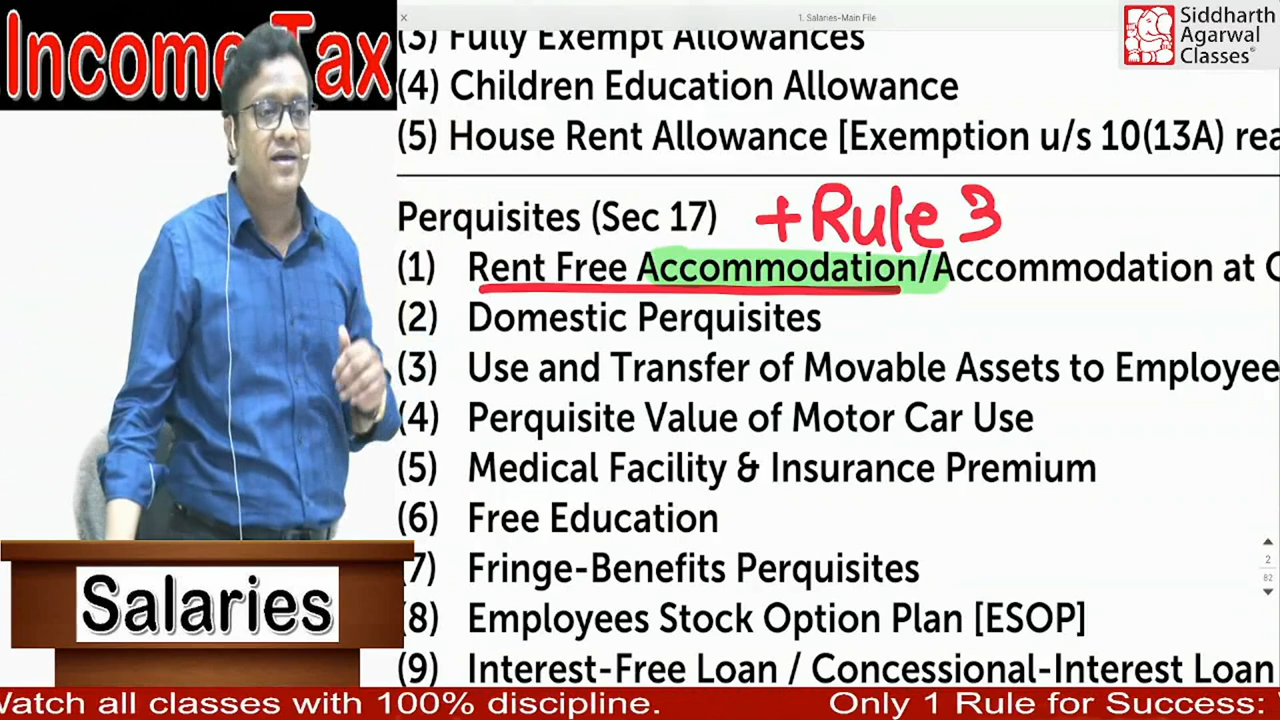 Income Tax
1. Salaries-Main File
Siddharth
Agarwal
Classes®
(3) Fully Exempt Allowances
(4) Children Education Allowance
(5) House Rent Allowance [Exemption u/s 10(13A) rea
Perquisites (Sec 17) + Rule 3
(1) Rent Free Accommodation/Accommodation at C
(2) Domestic Perquisites
(3) Use and Transfer of Movable Assets to Employee
(4) Perquisite Value of Motor Car Use
(5) Medical Facility & Insurance Premium
(6) Free Education
7) Fringe-Benefits Perquisites
(8) Employees Stock Option Plan [ESOP]
(9) Interest-Free Loan / Concessional-Interest Loan
2
82
Salaries
Watch all classes with 100% discipline. Only 1 Rule for Success: